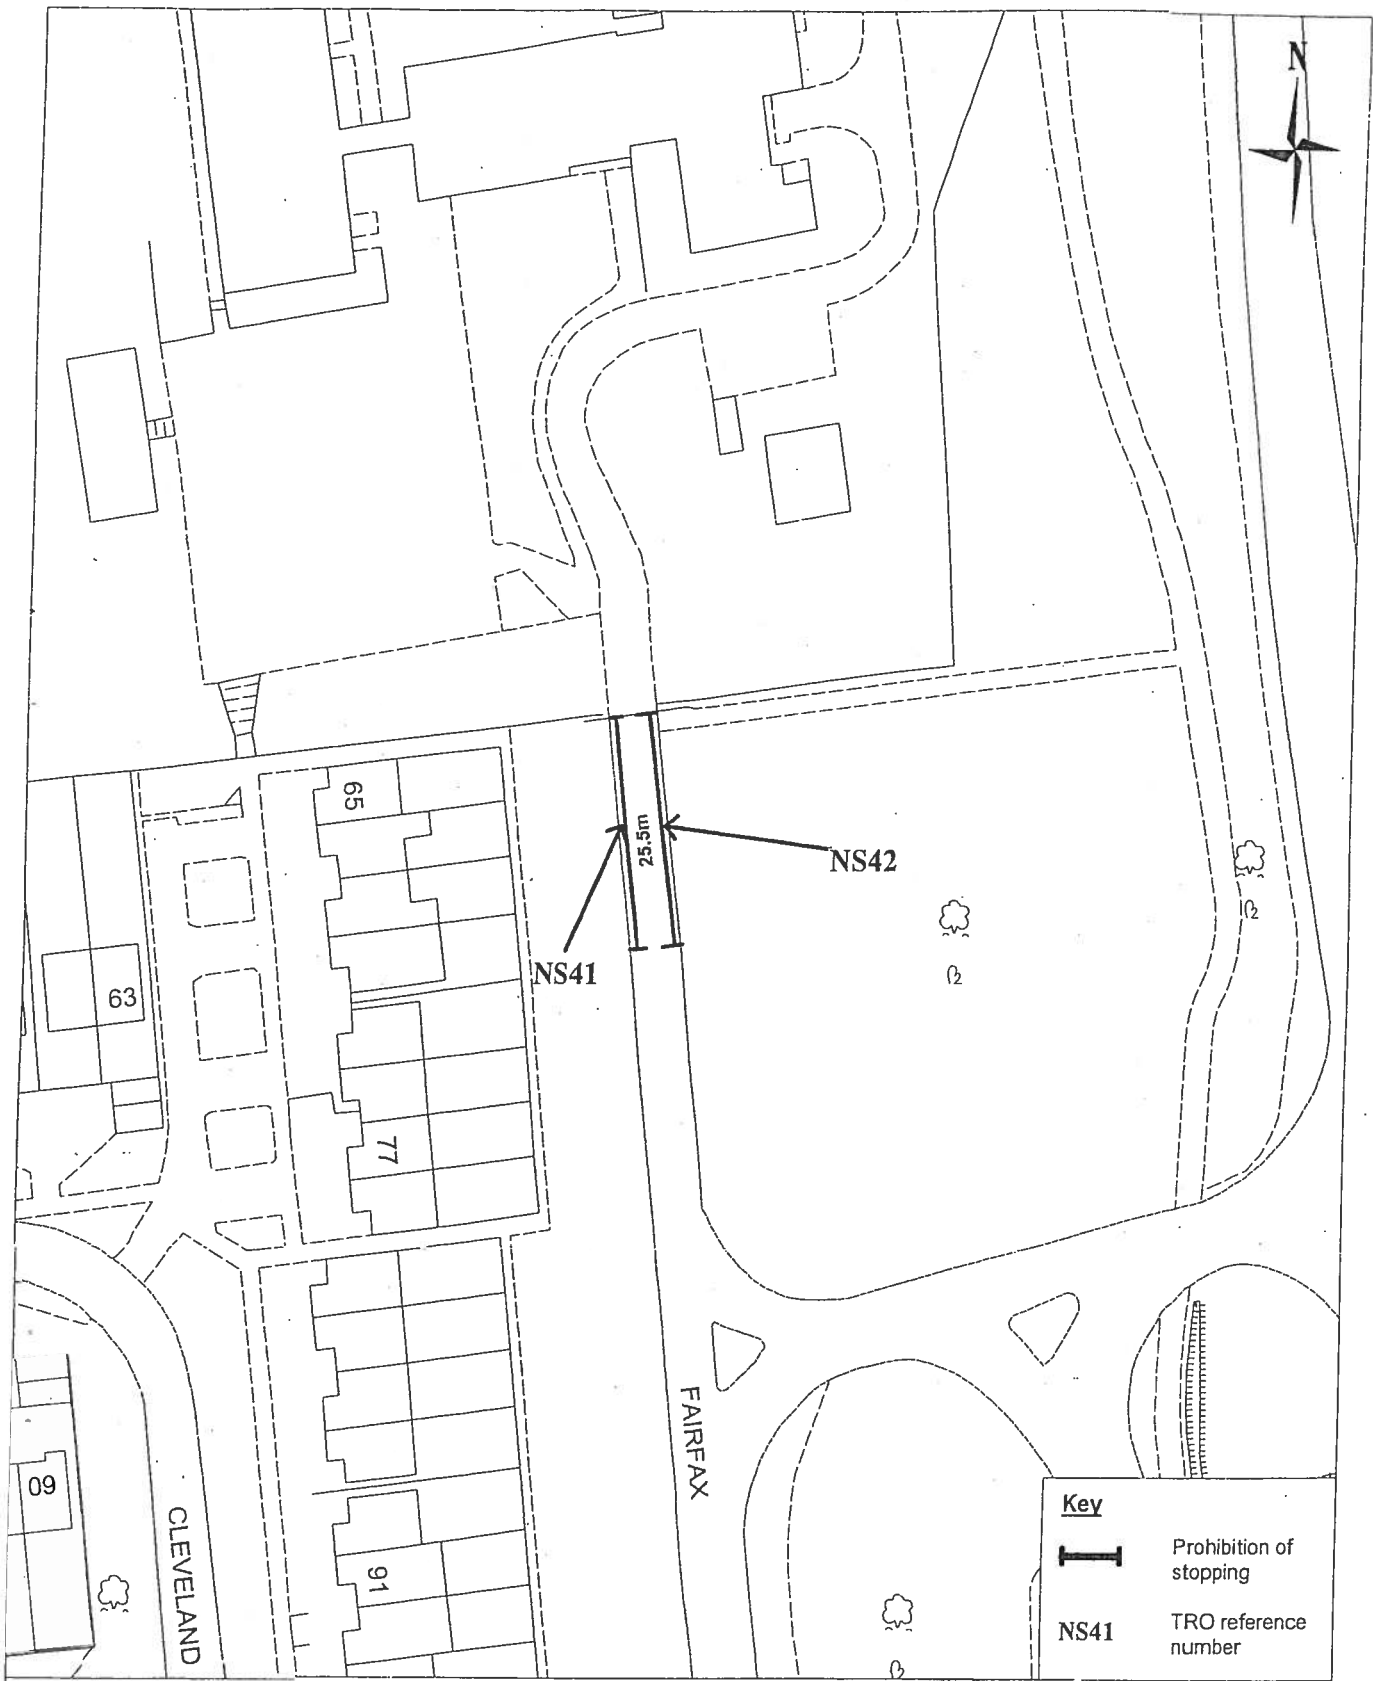 N
65
25.5m
NS42
NS41
63
77
FAIRFAX
09
CLEVELAND
91
Key
Prohibition of
stopping
NS41
TRO reference
number